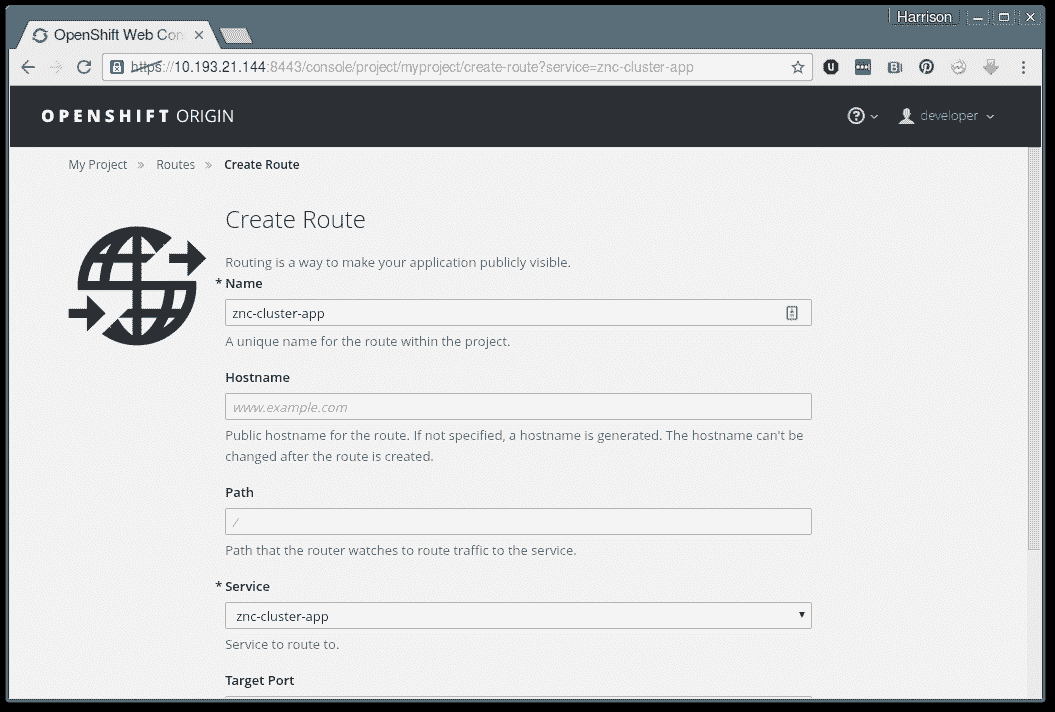 Harrison
OpenShift Web Con
https://10.193.21.144:8443/console/project/myproject/create-route?service=znc-cluster-app
OPENSHIFT ORIGIN
developer
My Project » Routes » Create Route
Create Route
Routing is a way to make your application publicly visible.
* Name
znc-cluster-app
A unique name for the route within the project.
Hostname
www.example.com
Public hostname for the route. If not specified, a hostname is generated. The hostname can't be
changed after the route is created.
Path
/
Path that the router watches to route traffic to the service.
* Service
znc-cluster-app
Service to route to.
Target Port